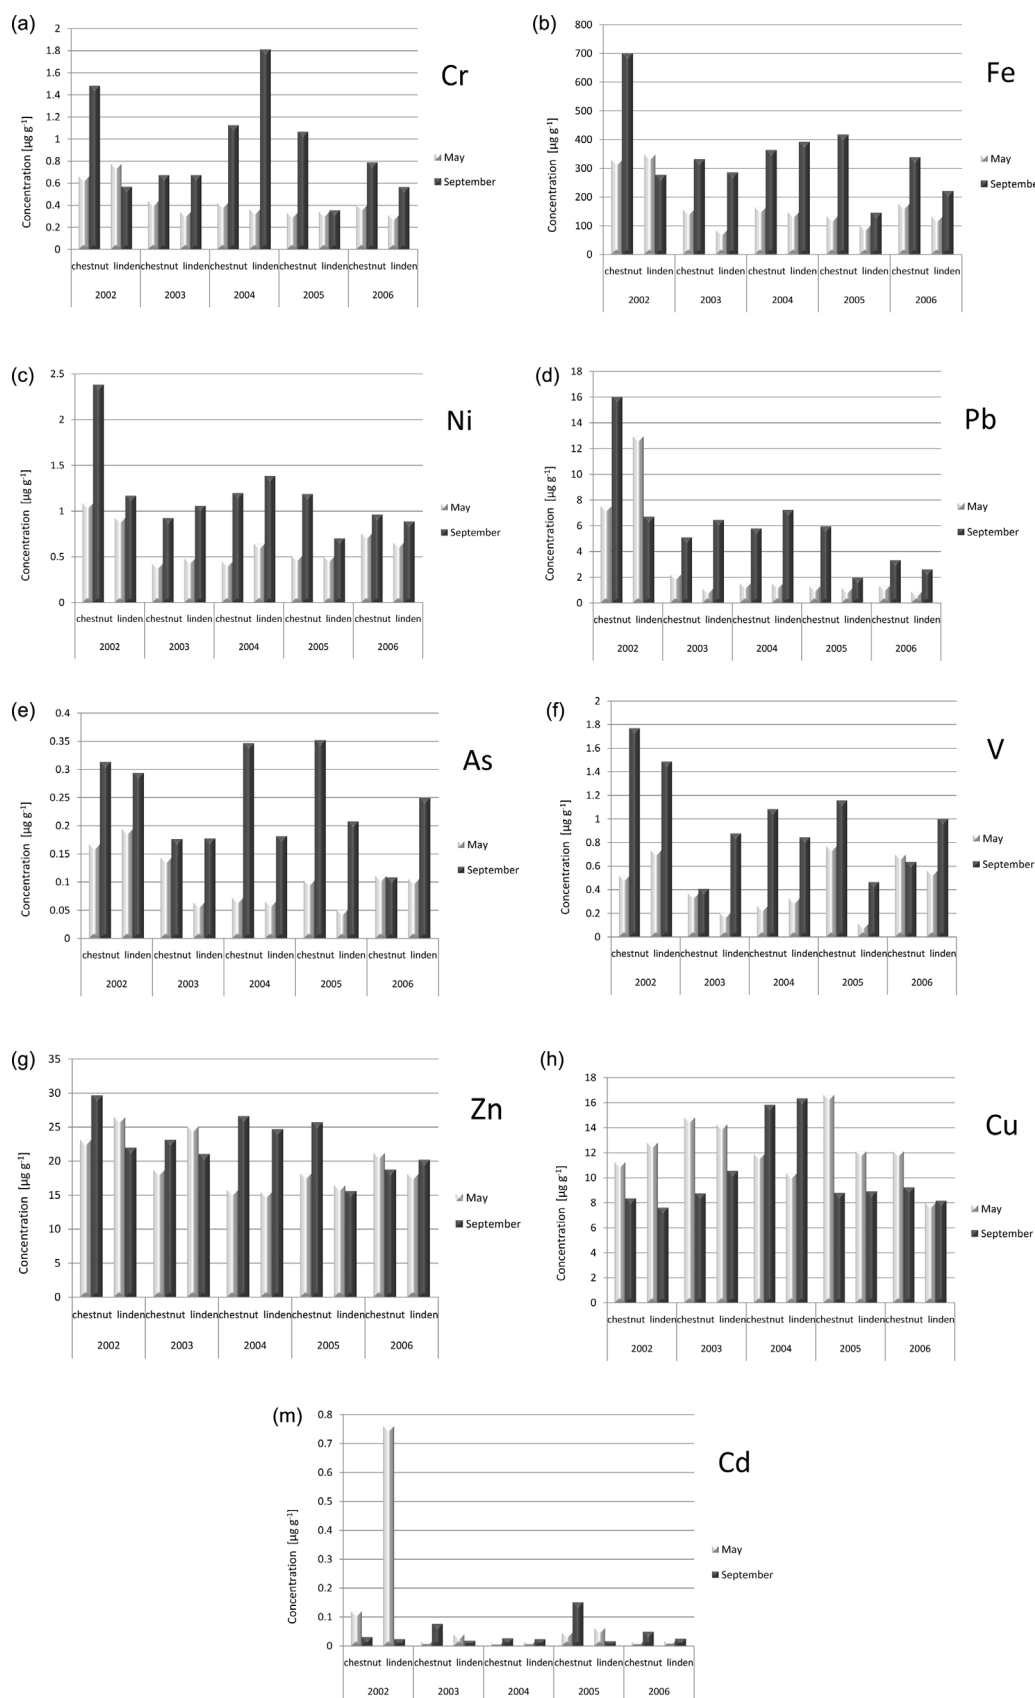 (a)
Cr
Concentration [µg g⁻¹]
2
1.8
1.6
1.4
1.2
1
0.8
0.6
0.4
0.2
0
May
September
chestnut linden chestnut linden chestnut linden chestnut linden chestnut linden
2002 2003 2004 2005 2006
(b)
Fe
Concentration [µg g⁻¹]
800
700
600
500
400
300
200
100
0
May
September
chestnut linden chestnut linden chestnut linden chestnut linden chestnut linden
2002 2003 2004 2005 2006
(c)
Ni
Concentration [µg g⁻¹]
2.5
2
1.5
1
0.5
0
May
September
chestnut linden chestnut linden chestnut linden chestnut linden chestnut linden
2002 2003 2004 2005 2006
(d)
Pb
Concentration [µg g⁻¹]
18
16
14
12
10
8
6
4
2
0
May
September
chestnut linden chestnut linden chestnut linden chestnut linden chestnut linden
2002 2003 2004 2005 2006
(e)
As
Concentration [µg g⁻¹]
0.4
0.35
0.3
0.25
0.2
0.15
0.1
0.05
0
May
September
chestnut linden chestnut linden chestnut linden chestnut linden chestnut linden
2002 2003 2004 2005 2006
(f)
V
Concentration [µg g⁻¹]
2
1.8
1.6
1.4
1.2
1
0.8
0.6
0.4
0.2
0
May
September
chestnut linden chestnut linden chestnut linden chestnut linden chestnut linden
2002 2003 2004 2005 2006
(g)
Zn
Concentration [µg g⁻¹]
35
30
25
20
15
10
5
0
May
September
chestnut linden chestnut linden chestnut linden chestnut linden chestnut linden
2002 2003 2004 2005 2006
(h)
Cu
Concentration [µg g⁻¹]
18
16
14
12
10
8
6
4
2
0
May
September
chestnut linden chestnut linden chestnut linden chestnut linden chestnut linden
2002 2003 2004 2005 2006
(m)
Cd
Concentration [µg g⁻¹]
0.8
0.7
0.6
0.5
0.4
0.3
0.2
0.1
0
May
September
chestnut linden chestnut linden chestnut linden chestnut linden chestnut linden
2002 2003 2004 2005 2006